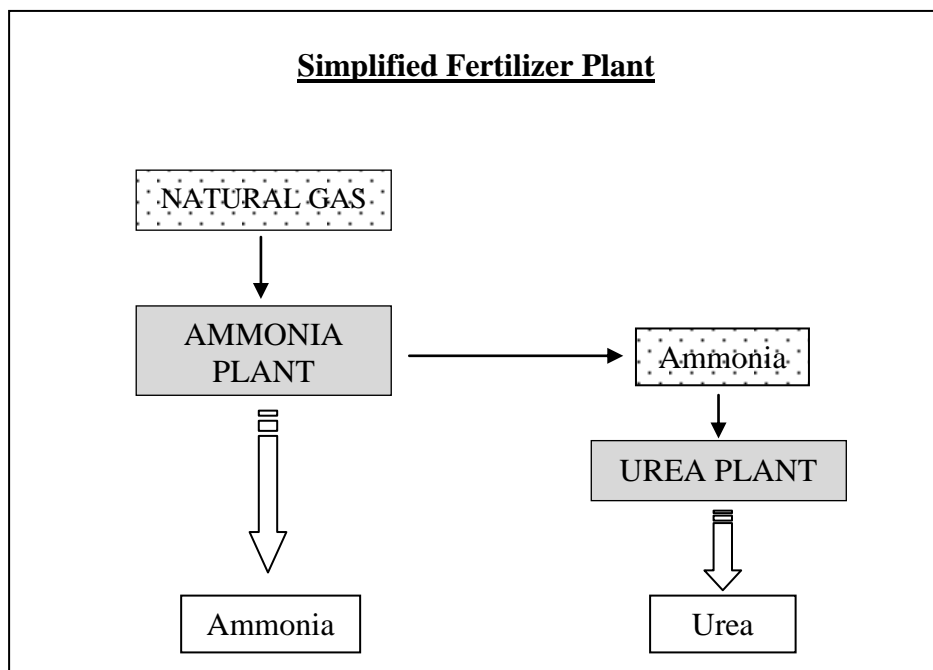 Simplified Fertilizer Plant
NATURAL GAS
AMMONIA
PLANT
Ammonia
UREA PLANT
Ammonia
Urea